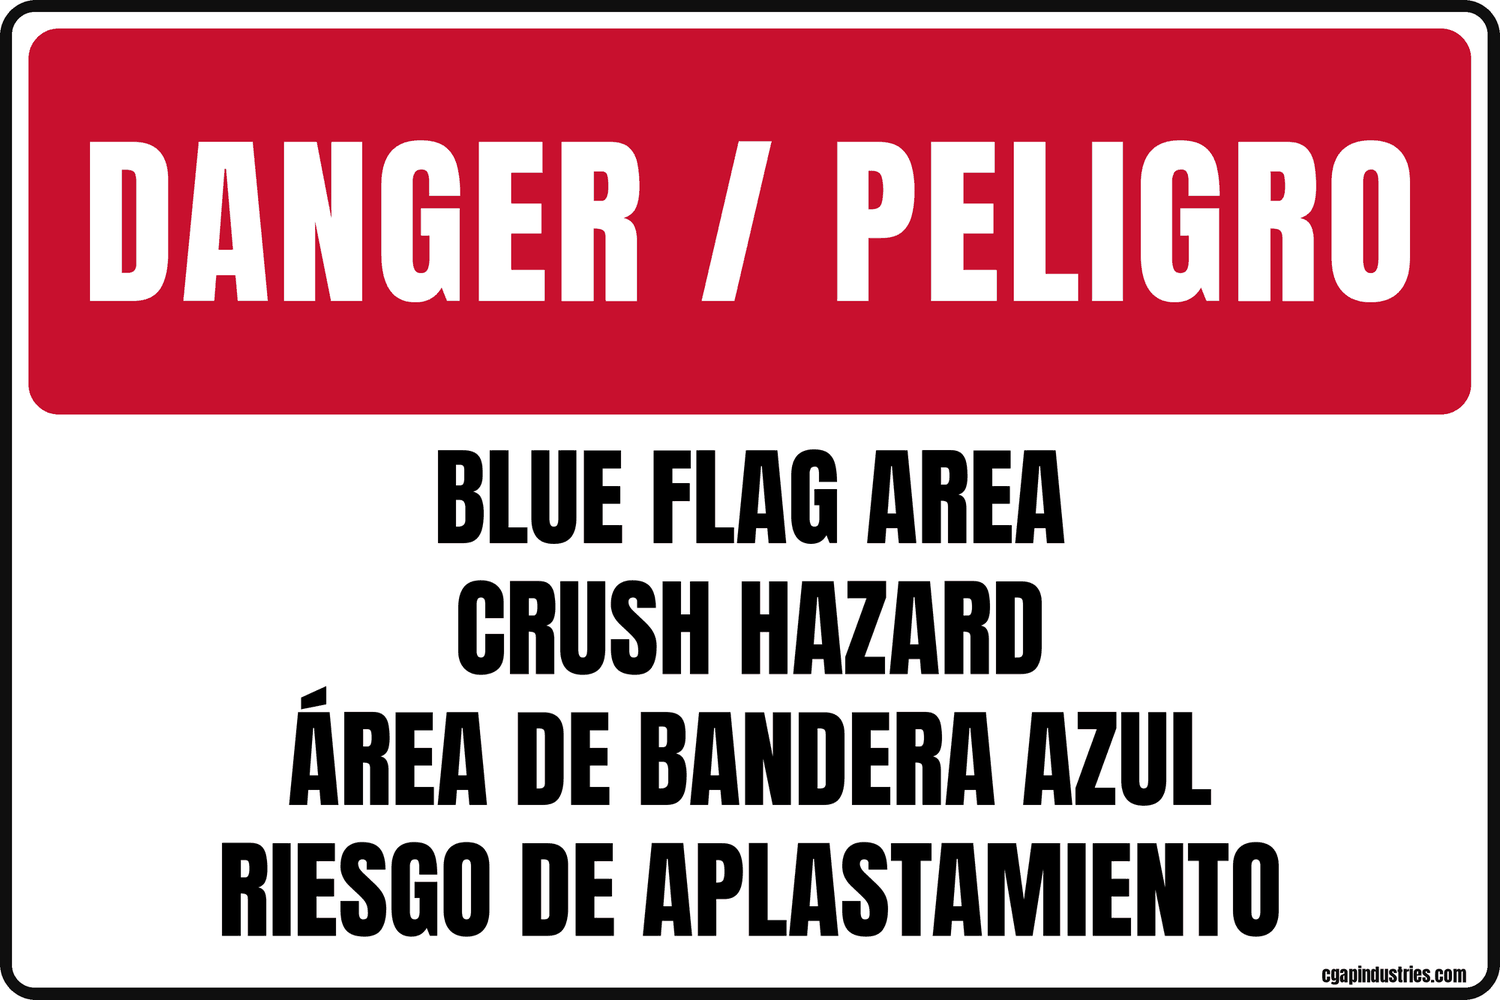 DANGER / PELIGRO
BLUE FLAG AREA
CRUSH HAZARD
ÁREA DE BANDERA AZUL
RIESGO DE APLASTAMIENTO
cgapindustries.com